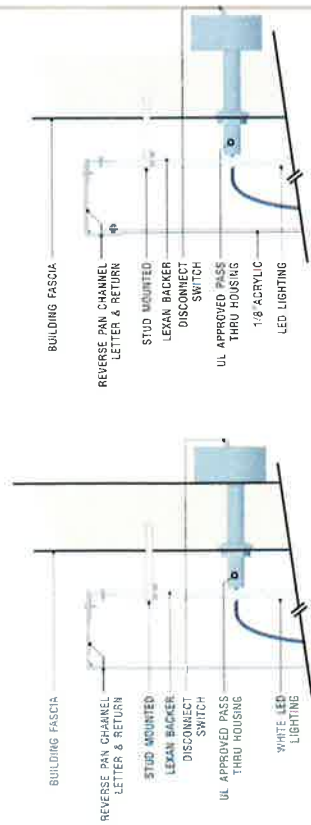 BUILDING FASCIA
REVERSE PAN CHANNEL
LETTER & RETURN
STUD MOUNTED
LEXAN BACKER
DISCONNECT
SWITCH
UL APPROVED PASS
THRU HOUSING
WHITE LED
LIGHTING
BUILDING FASCIA
REVERSE PAN CHANNEL
LETTER & RETURN
STUD MOUNTED
LEXAN BACKER
DISCONNECT
SWITCH
UL APPROVED PASS
THRU HOUSING
1/8" ACRYLIC
LED LIGHTING